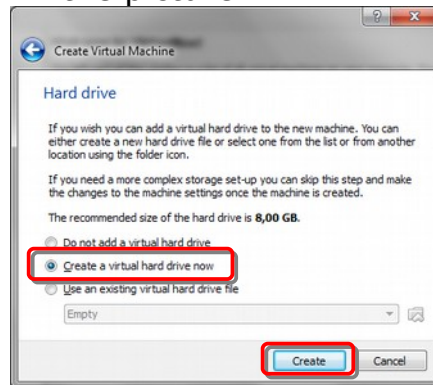 Create Virtual Machine
Hard drive
If you wish you can add a virtual hard drive to the new machine. You can
either create a new hard drive file or select one from the list or from another
location using the folder icon.
If you need a more complex storage set-up you can skip this step and make
the changes to the machine settings once the machine is created.
The recommended size of the hard drive is 8,00 GB.
Do not add a virtual hard drive
Create a virtual hard drive now
Use an existing virtual hard drive file
Empty
Create Cancel